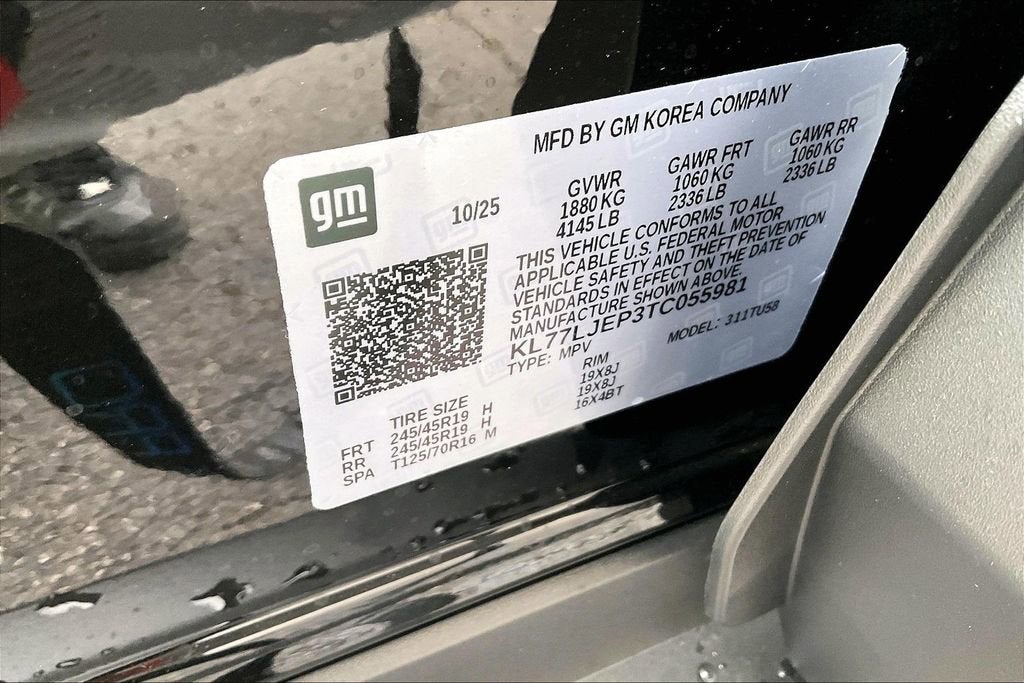 MFD BY GM KOREA COMPANY
gm
10/25
GVWR GAWR FRT GAWR RR
1880 KG 1060 KG 1060 KG
4145 LB 2336 LB 2336 LB
THIS VEHICLE CONFORMS TO ALL
APPLICABLE U.S. FEDERAL MOTOR
VEHICLE SAFETY AND THEFT PREVENTION
STANDARDS IN EFFECT ON THE DATE OF
MANUFACTURE SHOWN ABOVE.
KL77LJEP3TC055981
TYPE: MPV MODEL: 311TU58
TIRE SIZE RIM
FRT 245/45R19 H 19X8J
RR 245/45R19 H 19X8J
SPA T125/70R16 M 16X4BT